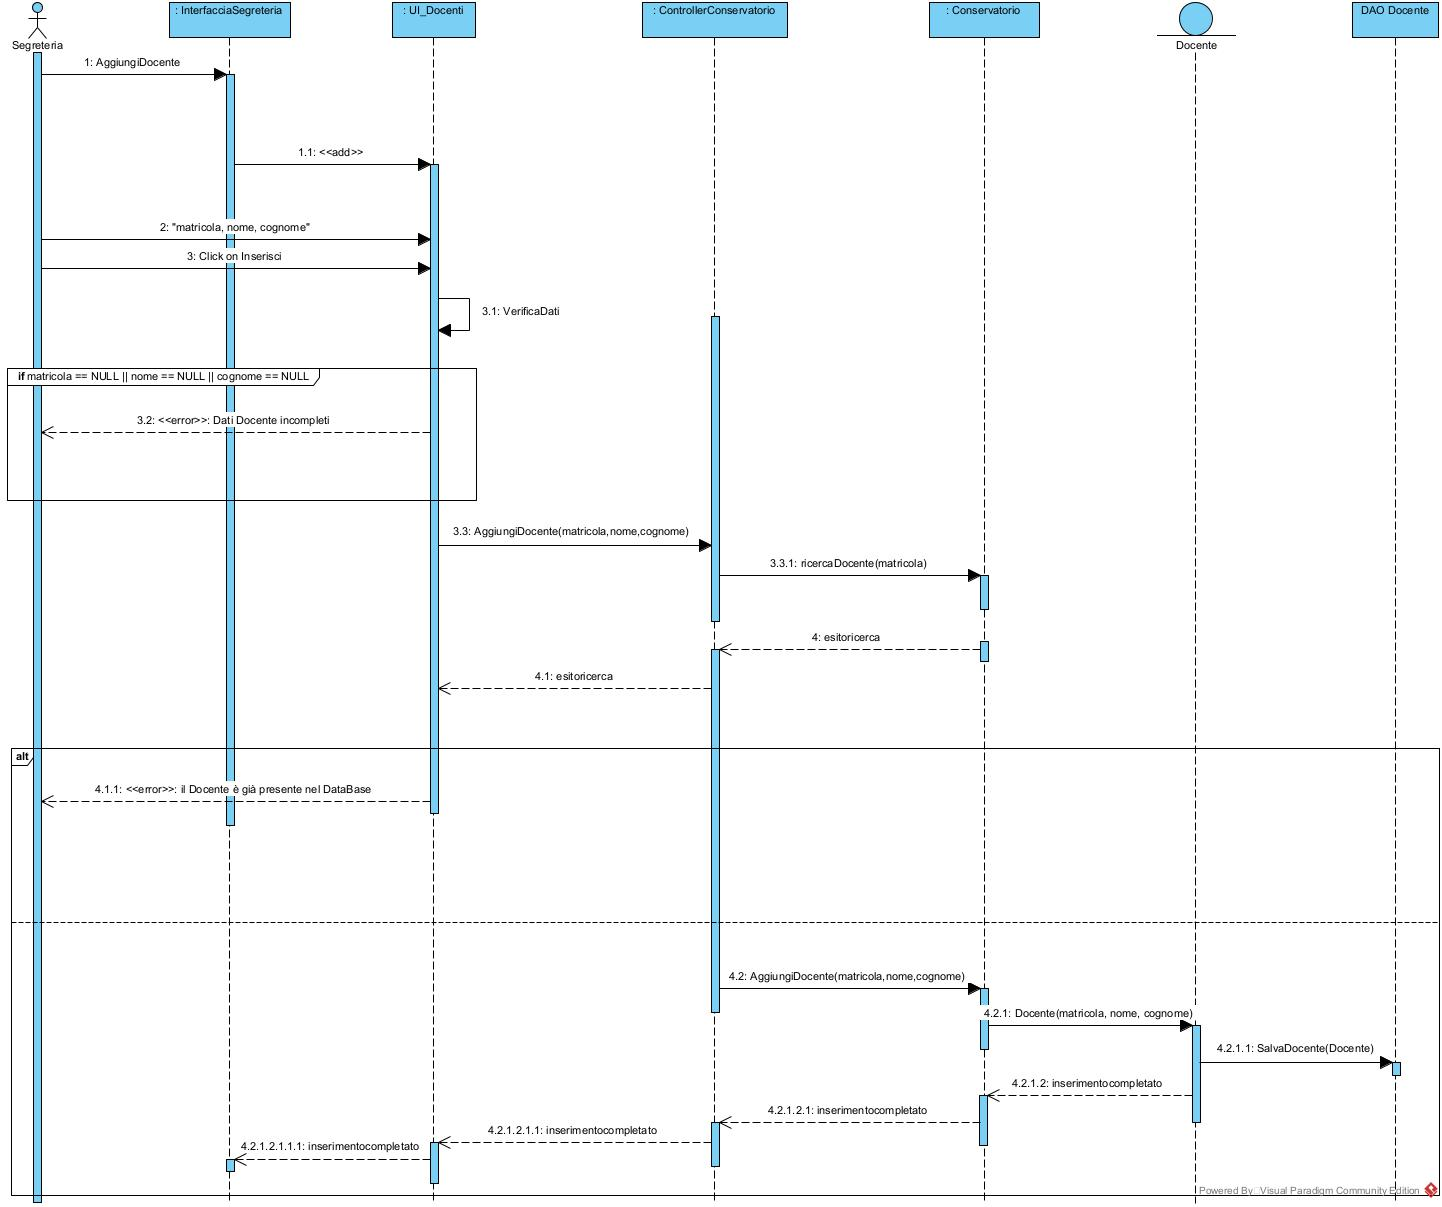 : InterfacciaSegreteria
: UI_Docenti
: ControllerConservatorio
: Conservatorio
DAO Docente
Segreteria
Docente
1: AggiungiDocente
1.1: <<add>>
2: "matricola, nome, cognome"
3: Click on Inserisci
3.1: VerificaDati
if matricola == NULL || nome == NULL || cognome == NULL
3.2: <<error>>: Dati Docente incompleti
3.3: AggiungiDocente(matricola,nome,cognome)
3.3.1: ricercaDocente(matricola)
4: esitoricerca
4.1: esitoricerca
alt
4.1.1: <<error>>: il Docente è già presente nel DataBase
4.2: AggiungiDocente(matricola,nome,cognome)
4.2.1: Docente(matricola, nome, cognome)
4.2.1.1: SalvaDocente(Docente)
4.2.1.2: inserimentocompletato
4.2.1.2.1: inserimentocompletato
4.2.1.2.1.1: inserimentocompletato
4.2.1.2.1.1.1: inserimentocompletato
Powered By Visual Paradigm Community Edition